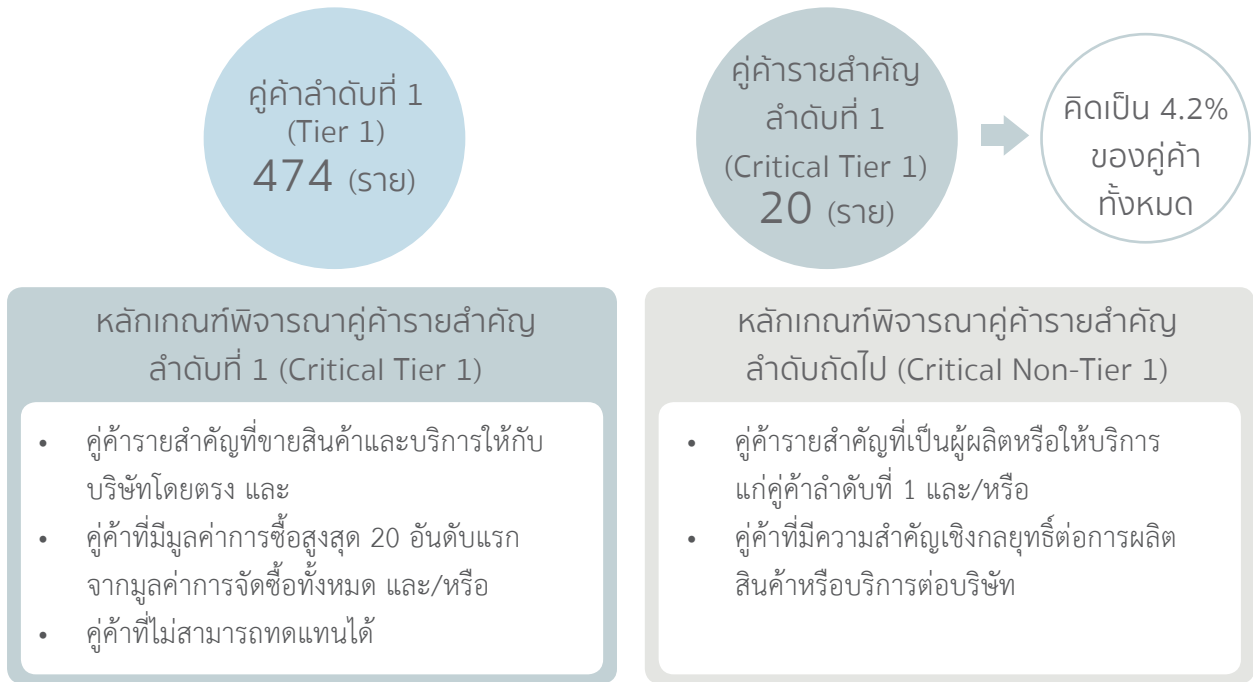 คู่ค้าลำดับที่ 1
(Tier 1)
474 (ราย)
คู่ค้ารายสำคัญ
ลำดับที่ 1
(Critical Tier 1)
20 (ราย)
คิดเป็น 4.2%
ของคู่ค้า
ทั้งหมด
หลักเกณฑ์พิจารณาคู่ค้ารายสำคัญ
ลำดับที่ 1 (Critical Tier 1)
• คู่ค้ารายสำคัญที่ขายสินค้าและบริการให้กับ
บริษัทโดยตรง และ
• คู่ค้าที่มีมูลค่าการซื้อสูงสุด 20 อันดับแรก
จากมูลค่าการจัดซื้อทั้งหมด และ/หรือ
• คู่ค้าที่ไม่สามารถทดแทนได้
หลักเกณฑ์พิจารณาคู่ค้ารายสำคัญ
ลำดับถัดไป (Critical Non-Tier 1)
• คู่ค้ารายสำคัญที่เป็นผู้ผลิตหรือให้บริการ
แก่คู่ค้าลำดับที่ 1 และ/หรือ
• คู่ค้าที่มีความสำคัญเชิงกลยุทธิ์ต่อการผลิต
สินค้าหรือบริการต่อบริษัท